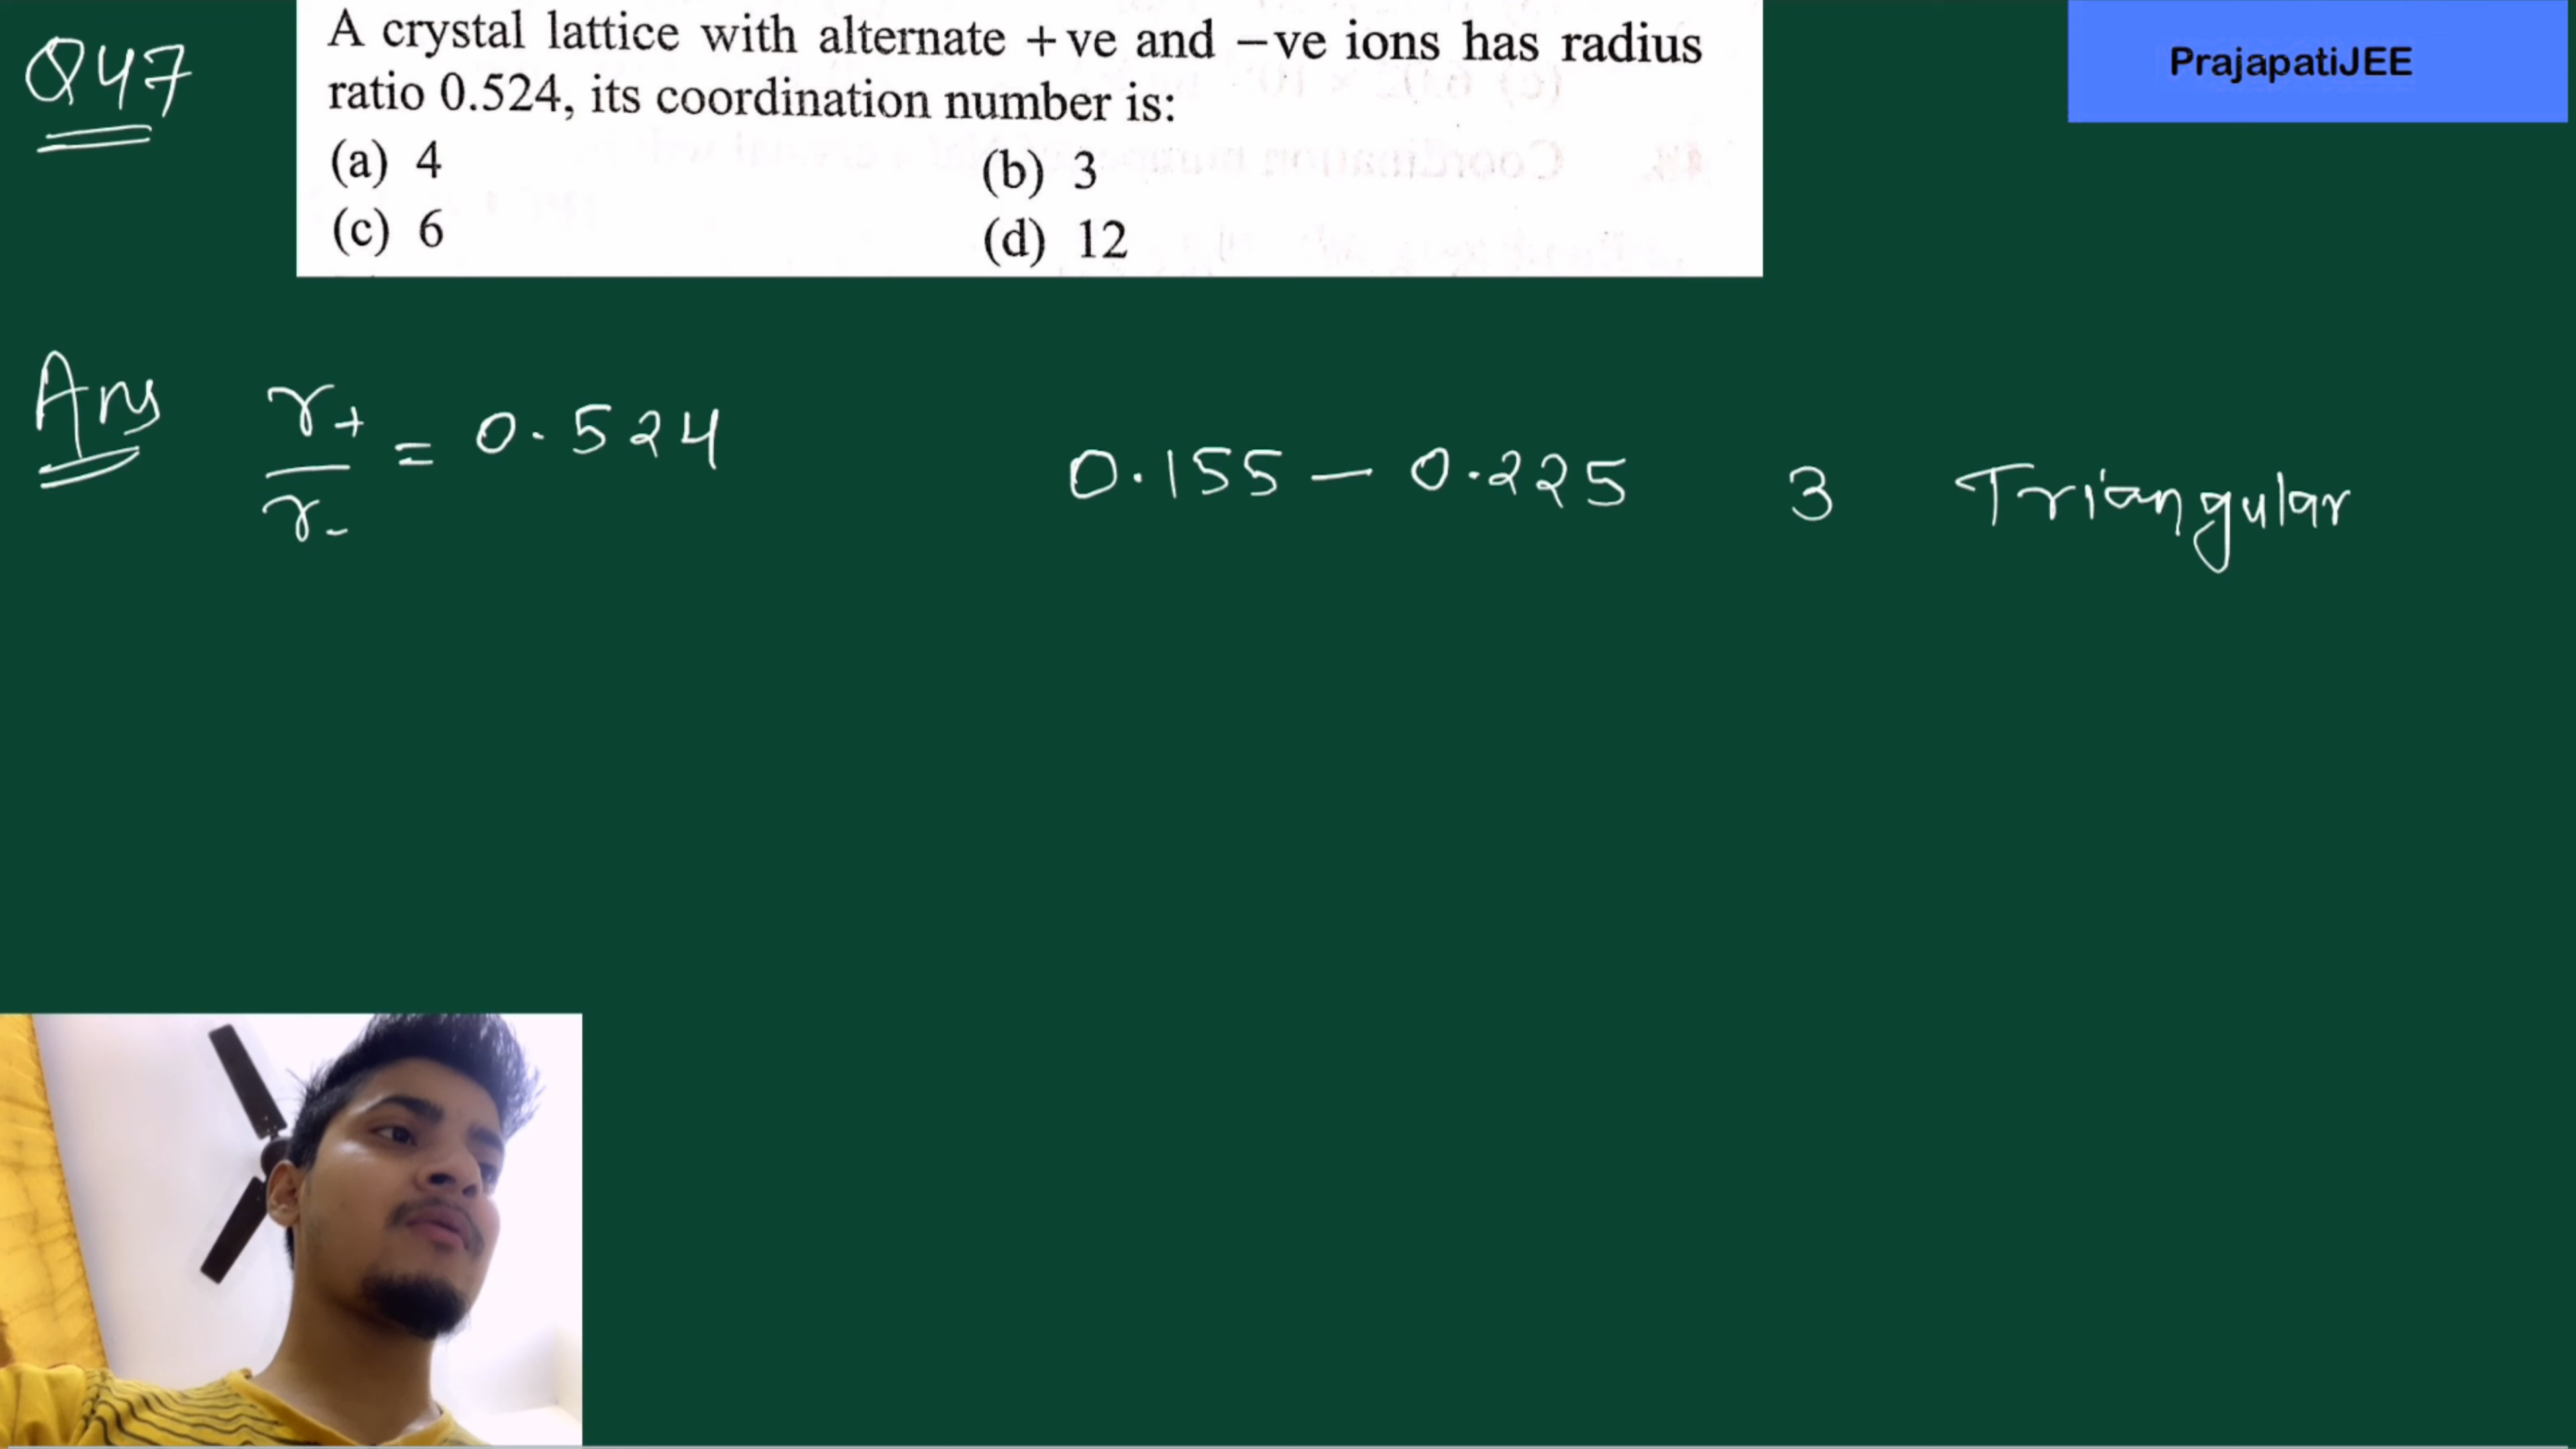 Q47
A crystal lattice with alternate +ve and −ve ions has radius
ratio 0.524, its coordination number is:
(a) 4 (b) 3
(c) 6 (d) 12
PrajapatiJEE
Ans r+/r- = 0.524
0.155 – 0.225 3 Triangular